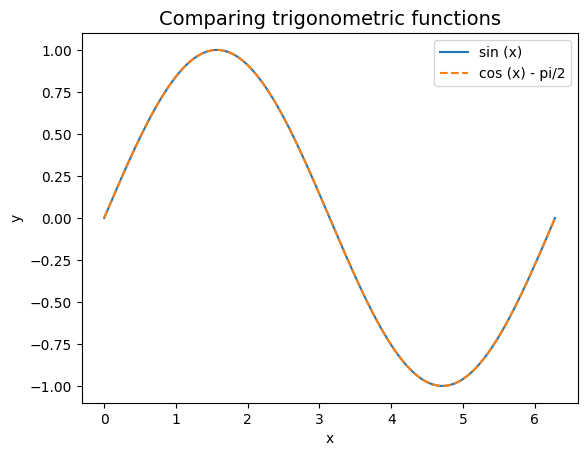 Comparing trigonometric functions
sin (x)
cos (x) - pi/2
1.00
0.75
0.50
0.25
0.00
−0.25
−0.50
−0.75
−1.00
y
0 1 2 3 4 5 6
x